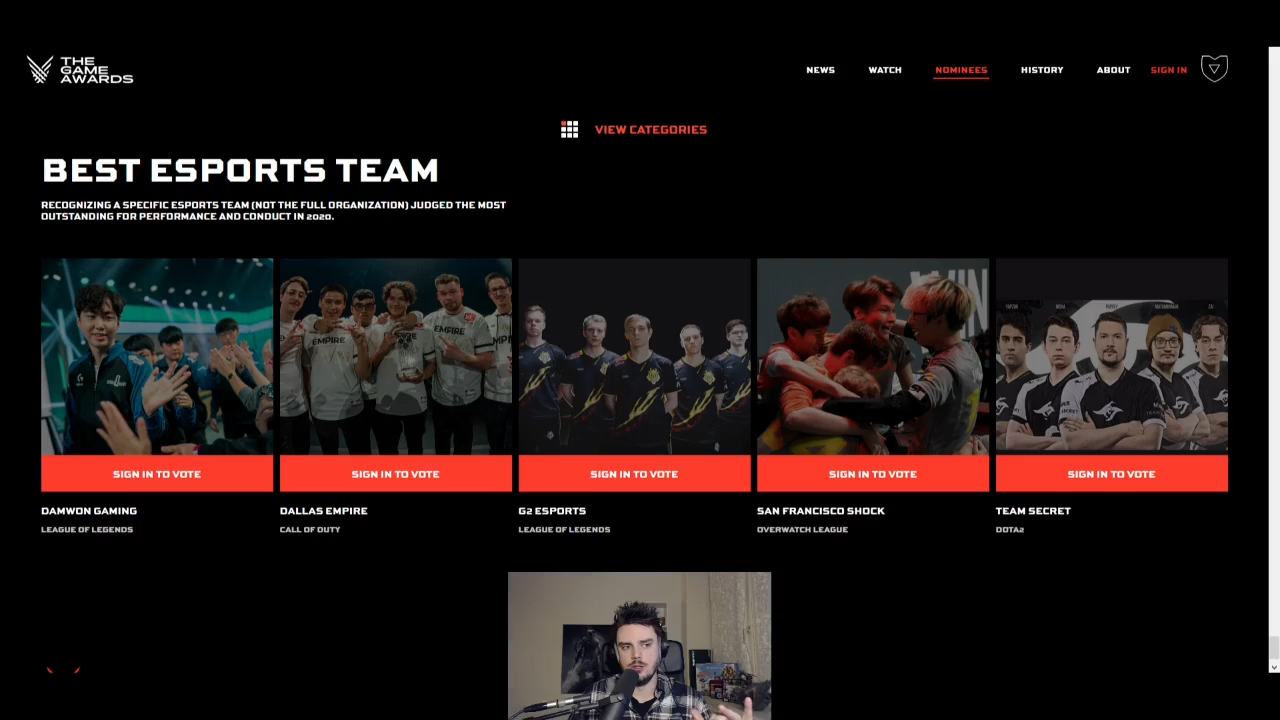 THE
GAME
AWARDS
NEWS
WATCH
NOMINEES
HISTORY
ABOUT
SIGN IN
VIEW CATEGORIES
BEST ESPORTS TEAM
RECOGNIZING A SPECIFIC ESPORTS TEAM (NOT THE FULL ORGANIZATION) JUDGED THE MOST
OUTSTANDING FOR PERFORMANCE AND CONDUCT IN 2020.
EMPIRE
EMPIRE
WIN
SECRET
SIGN IN TO VOTE
SIGN IN TO VOTE
SIGN IN TO VOTE
SIGN IN TO VOTE
SIGN IN TO VOTE
DAMWON GAMING
DALLAS EMPIRE
G2 ESPORTS
SAN FRANCISCO SHOCK
TEAM SECRET
LEAGUE OF LEGENDS
CALL OF DUTY
LEAGUE OF LEGENDS
OVERWATCH LEAGUE
DOTA2